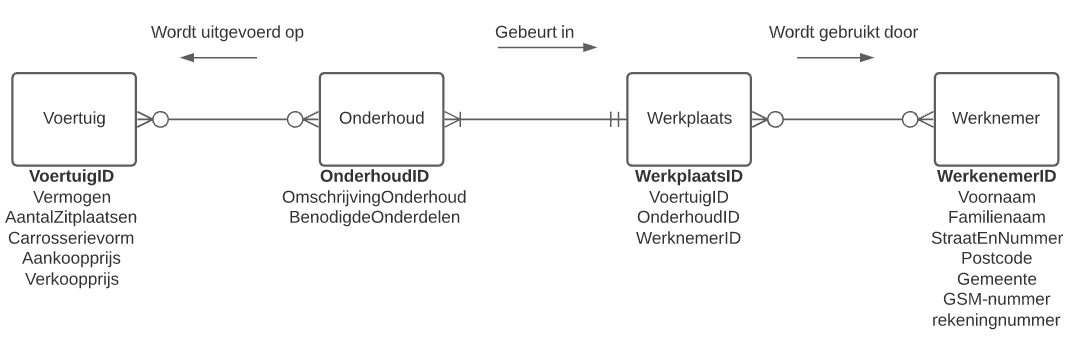 Wordt uitgevoerd op
Gebeurt in
Wordt gebruikt door
Voertuig
Onderhoud
Werkplaats
Werknemer
VoertuigID
Vermogen
AantalZitplaatsen
Carrosserievorm
Aankoopprijs
Verkoopprijs
OnderhoudID
OmschrijvingOnderhoud
BenodigdeOnderdelen
WerkplaatsID
VoertuigID
OnderhoudID
WerknemerID
WerkenemerID
Voornaam
Familienaam
StraatEnNummer
Postcode
Gemeente
GSM-nummer
rekeningnummer